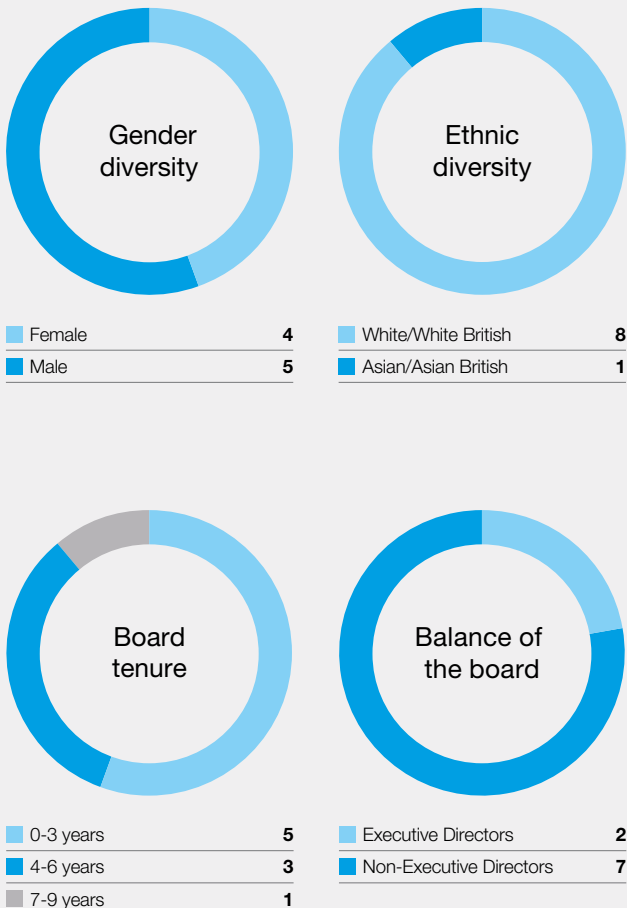 Gender
diversity
Female 4
Male 5
Ethnic
diversity
White/White British 8
Asian/Asian British 1
Board
tenure
0-3 years 5
4-6 years 3
7-9 years 1
Balance of
the board
Executive Directors 2
Non-Executive Directors 7